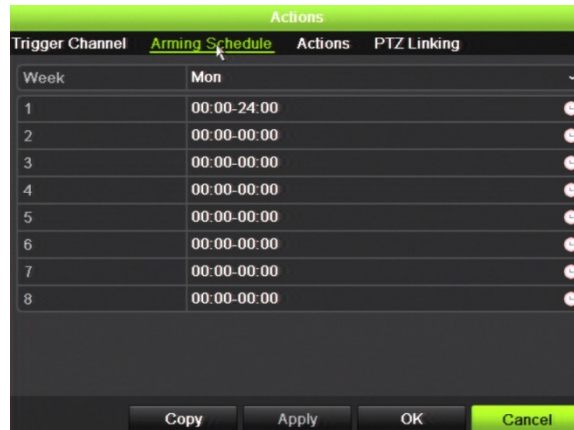 Actions
Trigger Channel Arming Schedule Actions PTZ Linking
Week Mon
1 00:00-24:00
2 00:00-00:00
3 00:00-00:00
4 00:00-00:00
5 00:00-00:00
6 00:00-00:00
7 00:00-00:00
8 00:00-00:00
Copy Apply OK Cancel